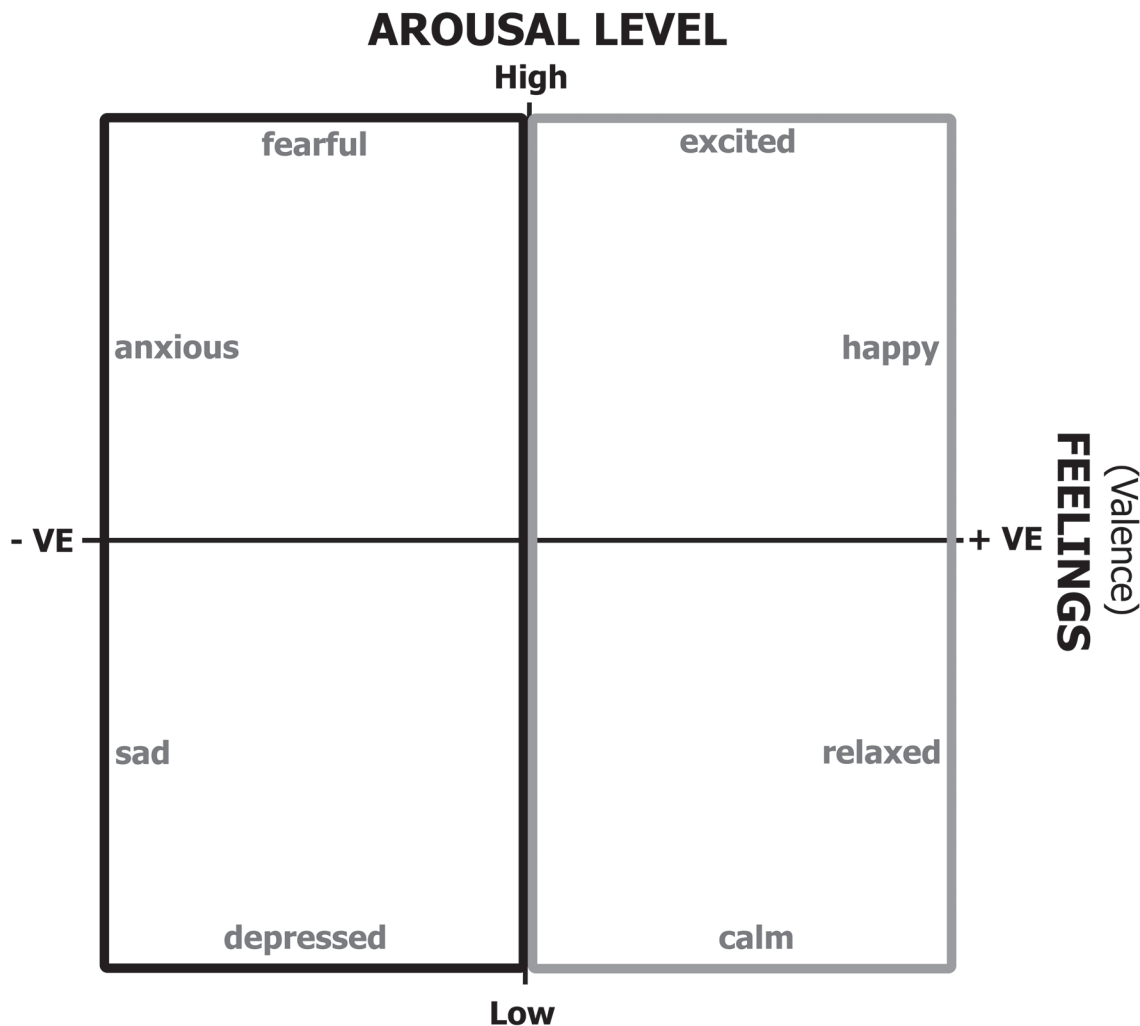 AROUSAL LEVEL
High
fearful
excited
anxious
happy
- VE
+ VE
FEELINGS
(Valence)
sad
relaxed
depressed
calm
Low